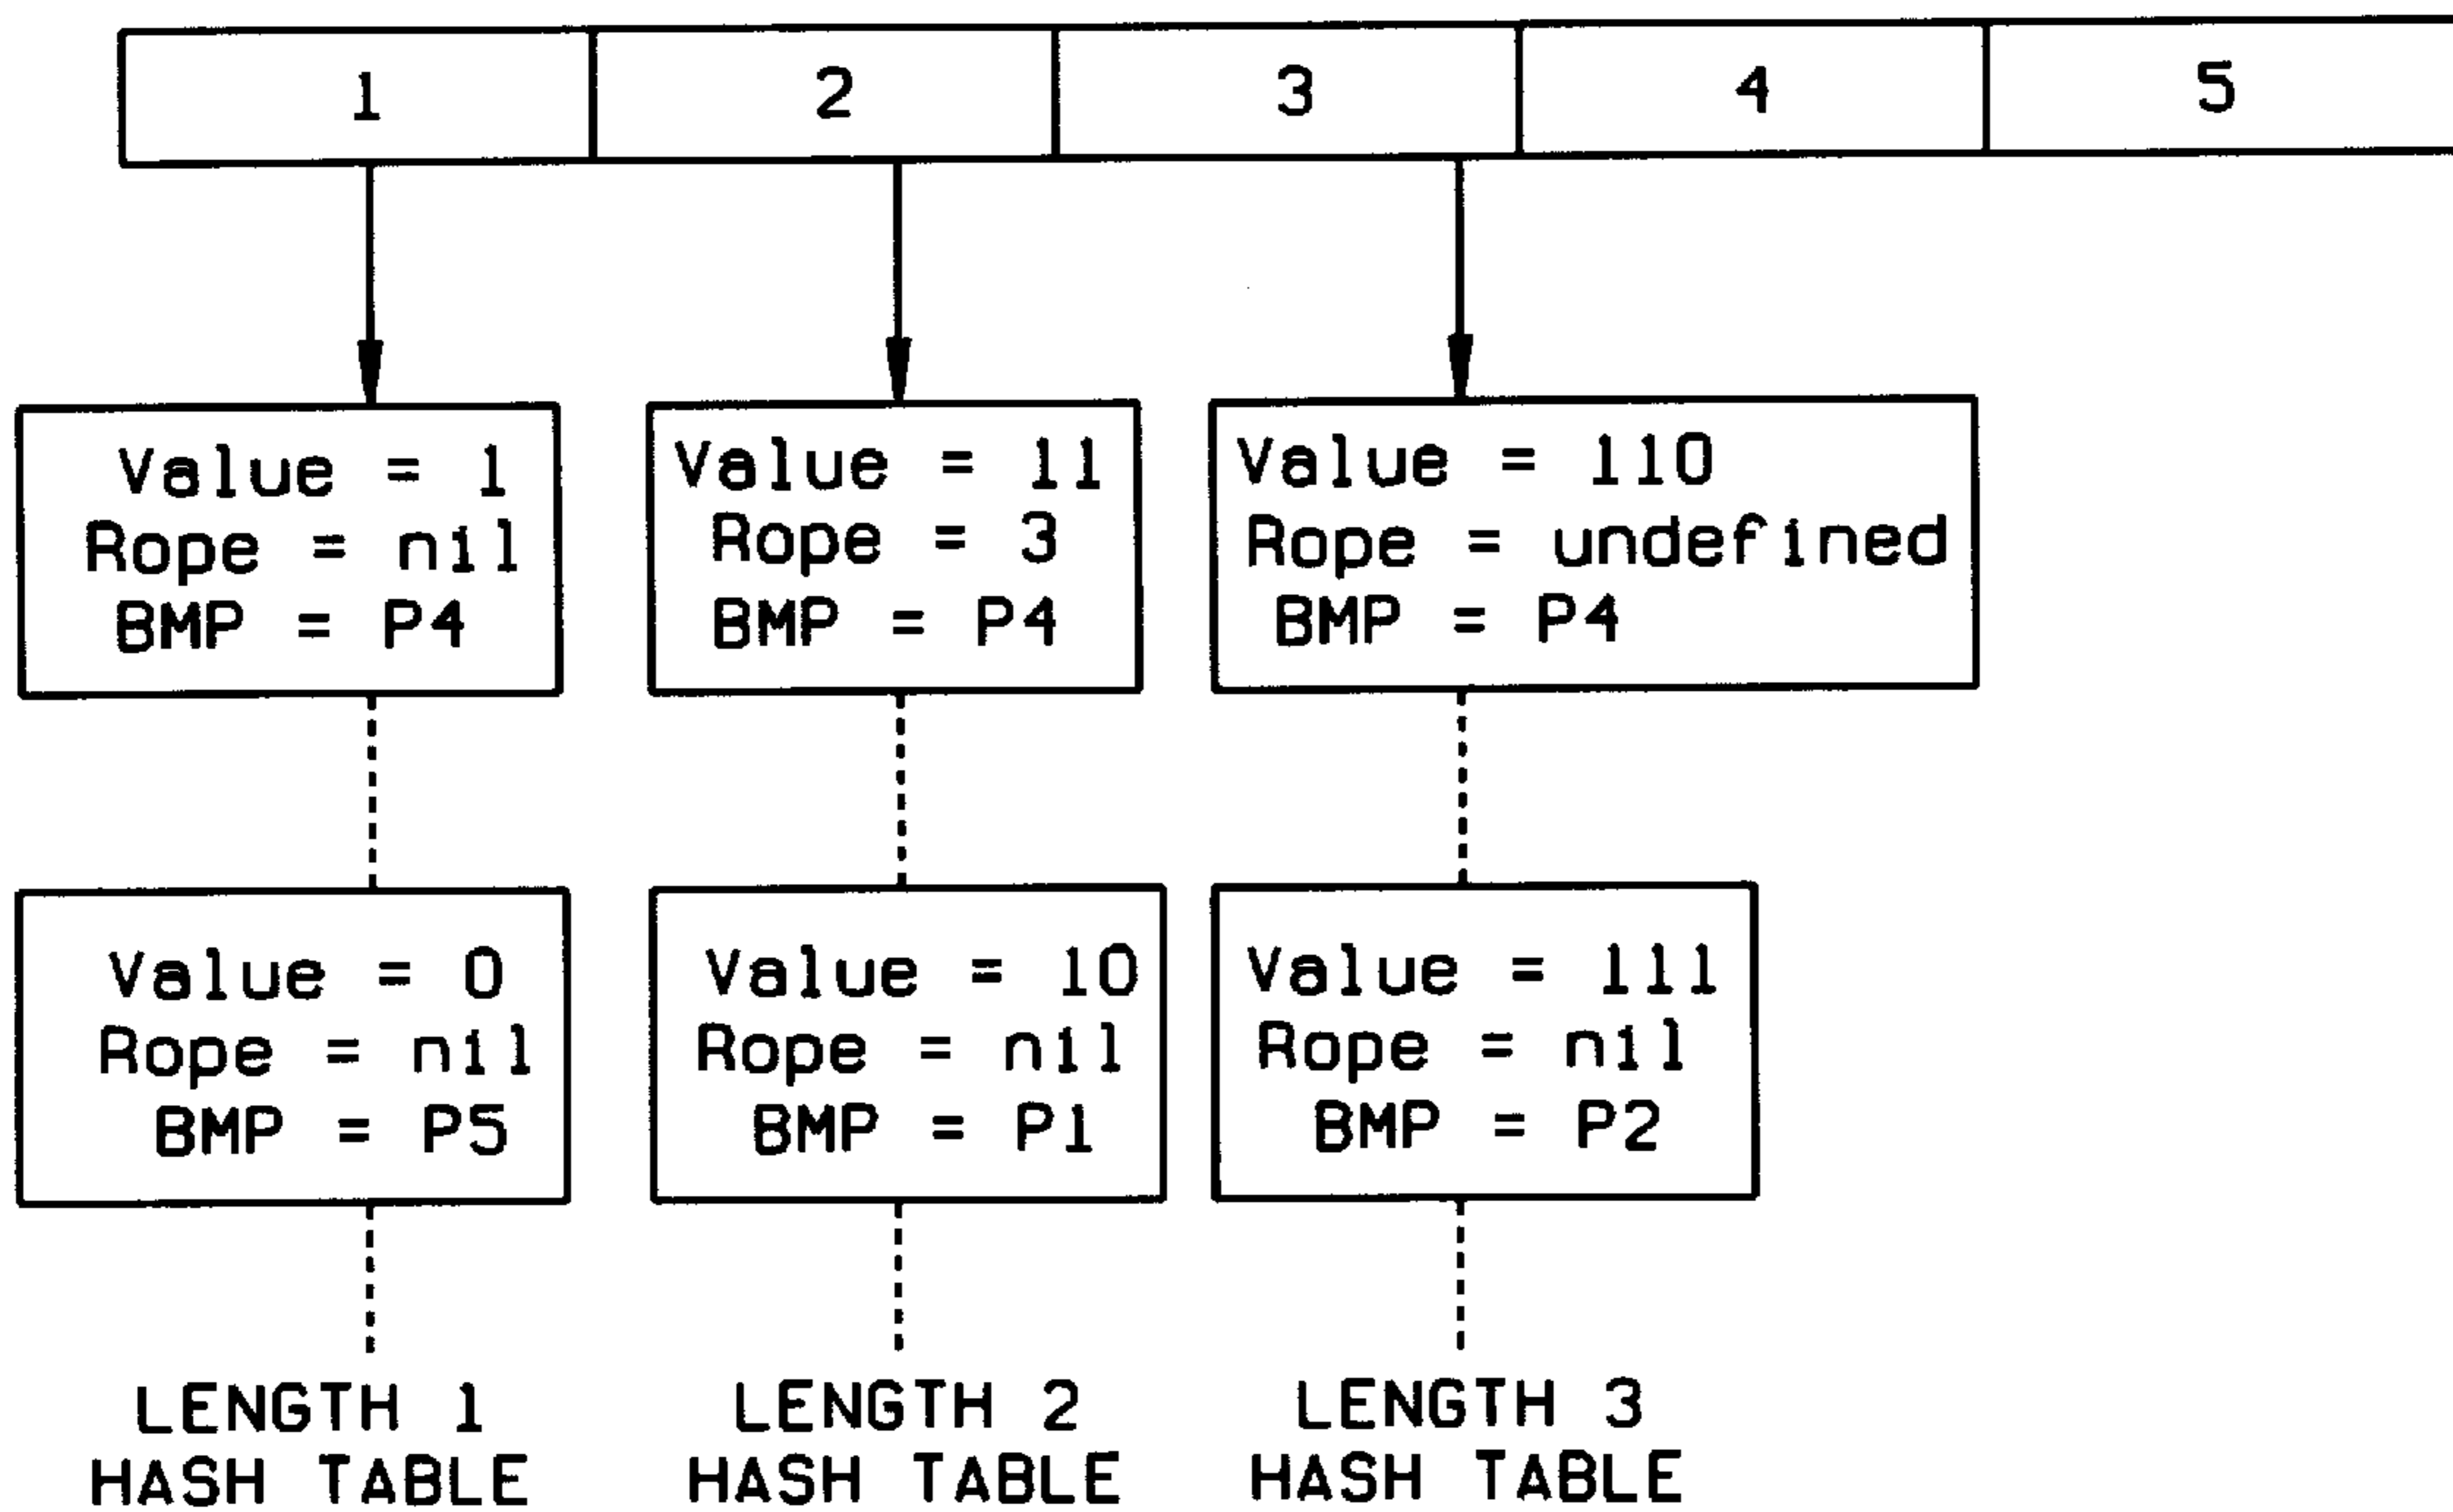 1 2 3 4 5
Value = 1
Rope = nil
BMP = P4
Value = 11
Rope = 3
BMP = P4
Value = 110
Rope = undefined
BMP = P4
Value = 0
Rope = nil
BMP = P5
Value = 10
Rope = nil
BMP = P1
Value = 111
Rope = nil
BMP = P2
LENGTH 1
HASH TABLE
LENGTH 2
HASH TABLE
LENGTH 3
HASH TABLE